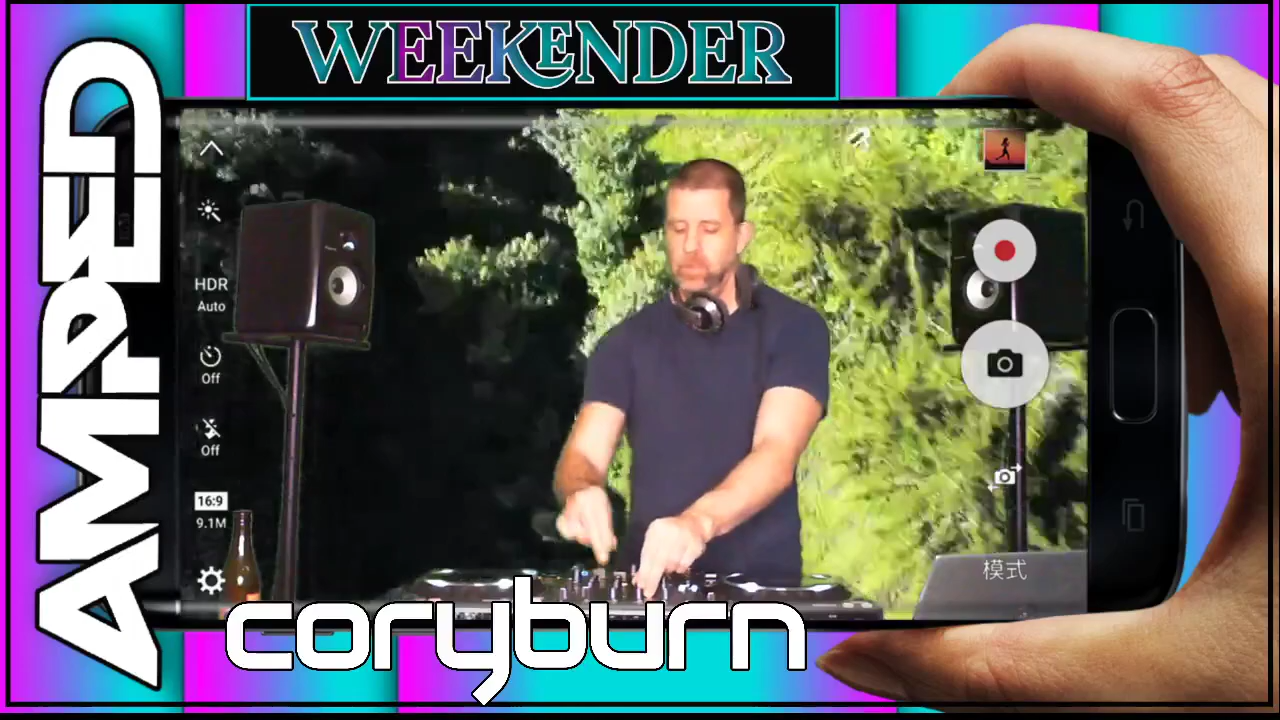 WEEKENDER
AMPED
HDR
Auto
Off
Off
16:9
9.1M
模式
coryburn